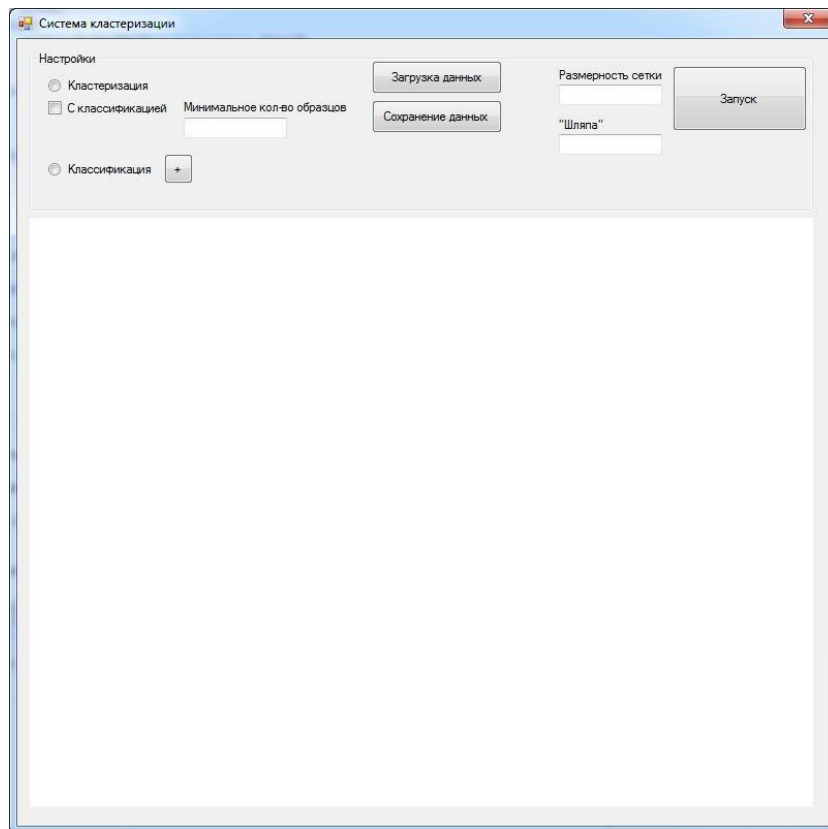 Система кластеризации
Настройки
Кластеризация
С классификацией
Минимальное кол-во образцов
Классификация
+
Загрузка данных
Сохранение данных
Размерность сетки
"Шляпа"
Запуск